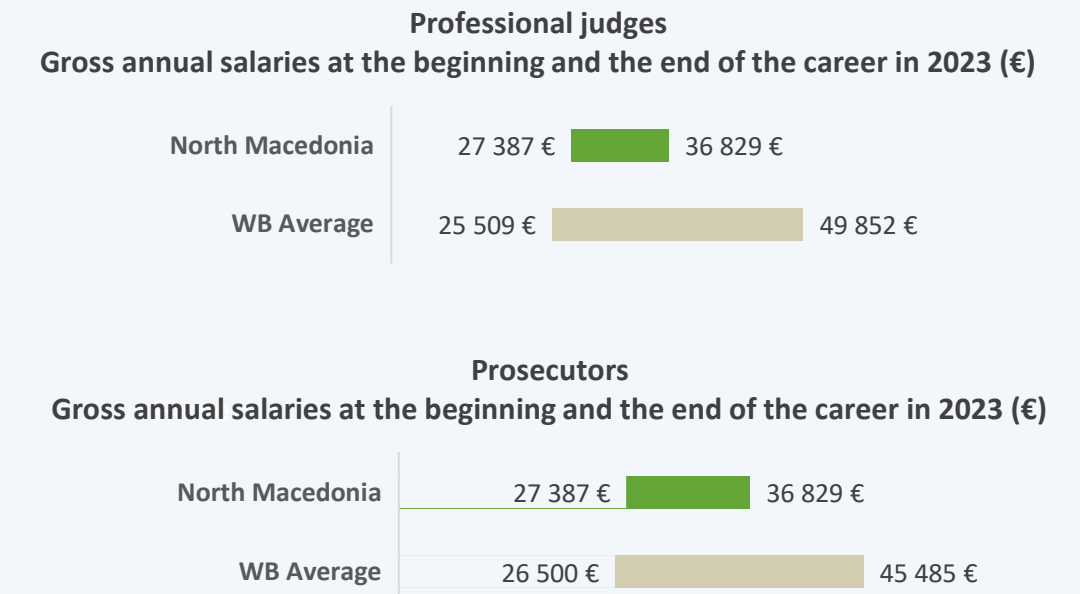 Professional judges
Gross annual salaries at the beginning and the end of the career in 2023 (€)
North Macedonia 27 387 € 36 829 €
WB Average 25 509 € 49 852 €
Prosecutors
Gross annual salaries at the beginning and the end of the career in 2023 (€)
North Macedonia 27 387 € 36 829 €
WB Average 26 500 € 45 485 €